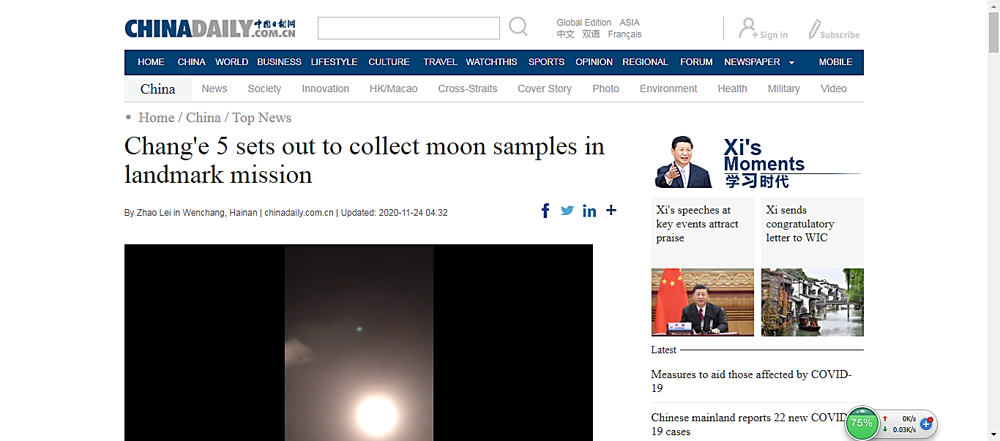 CHINADAILY 中国日报网
.COM.CN
Global Edition ASIA
中文 双语 Français
Sign in
Subscribe
HOME CHINA WORLD BUSINESS LIFESTYLE CULTURE TRAVEL WATCHTHIS SPORTS OPINION REGIONAL FORUM NEWSPAPER MOBILE
China News Society Innovation HK/Macao Cross-Straits Cover Story Photo Environment Health Military Video
Home / China / Top News
Chang'e 5 sets out to collect moon samples in
landmark mission
By Zhao Lei in Wenchang, Hainan | chinadaily.com.cn | Updated: 2020-11-24 04:32
Xi's
Moments
学习时代
Xi's speeches at
key events attract
praise
Xi sends
congratulatory
letter to WIC
Latest
Measures to aid those affected by COVID-
19
Chinese mainland reports 22 new COVID
19 cases
75%
0K/s
0.03K/s